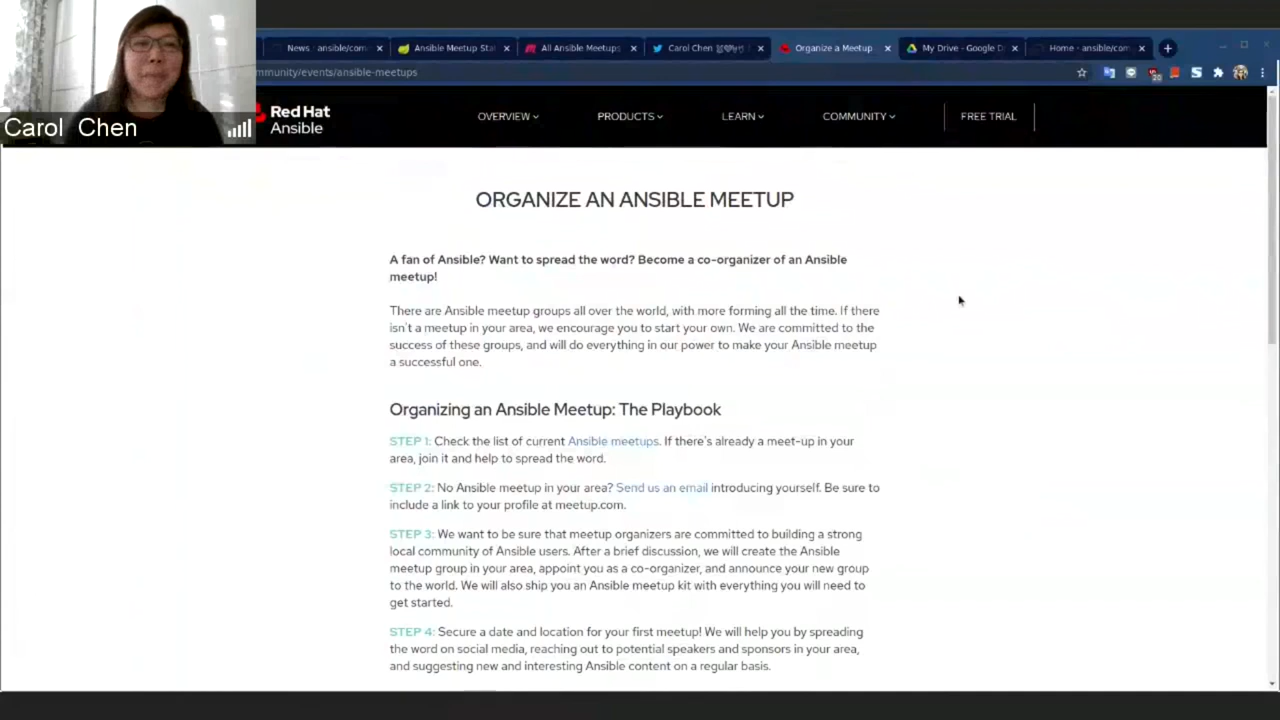 News · ansible/com
Ansible Meetup Sta
All Ansible Meetups
Carol Chen
Organize a Meetup
My Drive - Google D
Home - ansible/com
mmunity/events/ansible-meetups
Carol Chen
Red Hat
Ansible
OVERVIEW
PRODUCTS
LEARN
COMMUNITY
FREE TRIAL
ORGANIZE AN ANSIBLE MEETUP
A fan of Ansible? Want to spread the word? Become a co-organizer of an Ansible
meetup!
There are Ansible meetup groups all over the world, with more forming all the time. If there
isn't a meetup in your area, we encourage you to start your own. We are committed to the
success of these groups, and will do everything in our power to make your Ansible meetup
a successful one.
Organizing an Ansible Meetup: The Playbook
STEP 1: Check the list of current Ansible meetups. If there's already a meet-up in your
area, join it and help to spread the word.
STEP 2: No Ansible meetup in your area? Send us an email introducing yourself. Be sure to
include a link to your profile at meetup.com.
STEP 3: We want to be sure that meetup organizers are committed to building a strong
local community of Ansible users. After a brief discussion, we will create the Ansible
meetup group in your area, appoint you as a co-organizer, and announce your new group
to the world. We will also ship you an Ansible meetup kit with everything you will need to
get started.
STEP 4: Secure a date and location for your first meetup! We will help you by spreading
the word on social media, reaching out to potential speakers and sponsors in your area,
and suggesting new and interesting Ansible content on a regular basis.